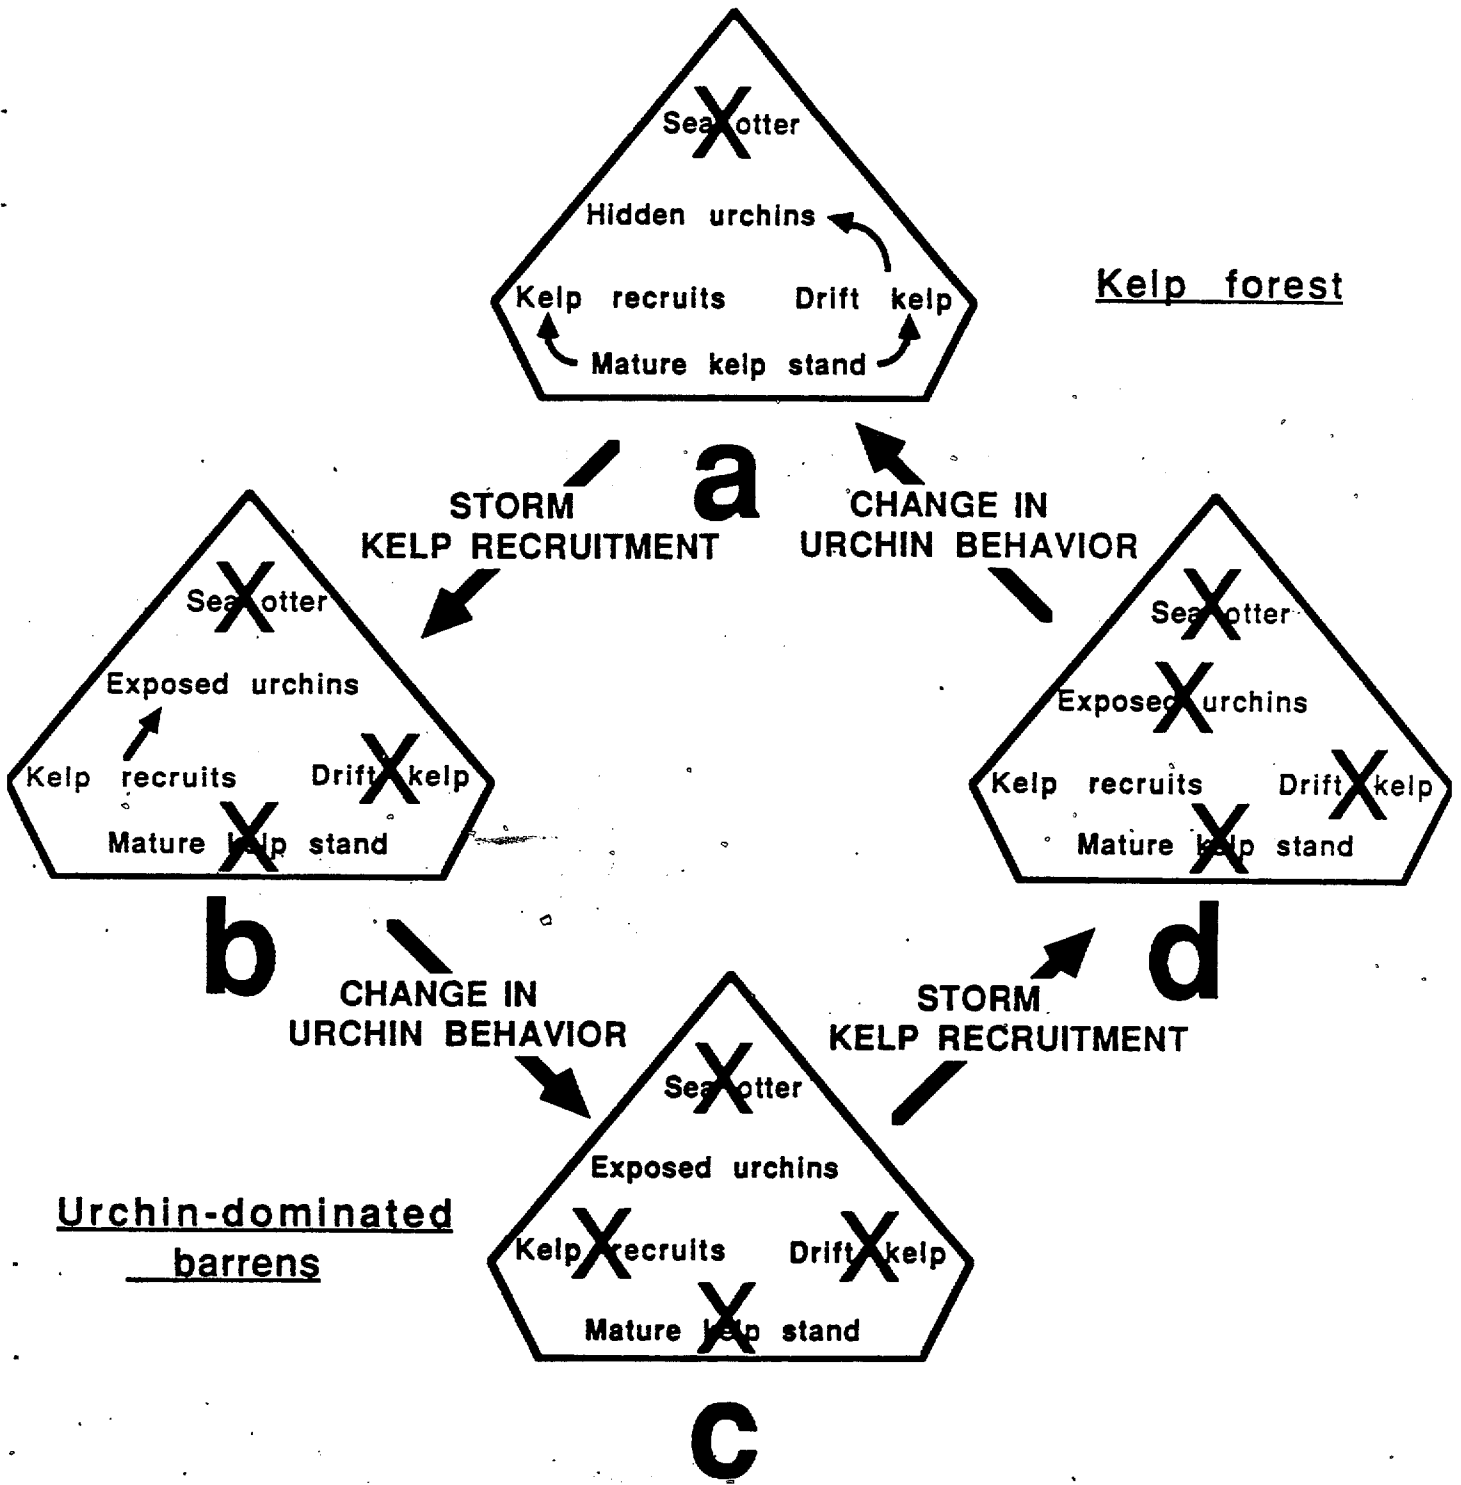 Sea otter
Hidden urchins
Kelp recruits Drift kelp
Mature kelp stand
Kelp forest
a
STORM
KELP RECRUITMENT
CHANGE IN
URCHIN BEHAVIOR
Sea otter
Exposed urchins
Kelp recruits Drift kelp
Mature kelp stand
b
Sea otter
Exposed urchins
Kelp recruits Drift kelp
Mature kelp stand
d
CHANGE IN
URCHIN BEHAVIOR
STORM
KELP RECRUITMENT
Sea otter
Exposed urchins
Kelp recruits Drift kelp
Mature kelp stand
Urchin-dominated
barrens
c